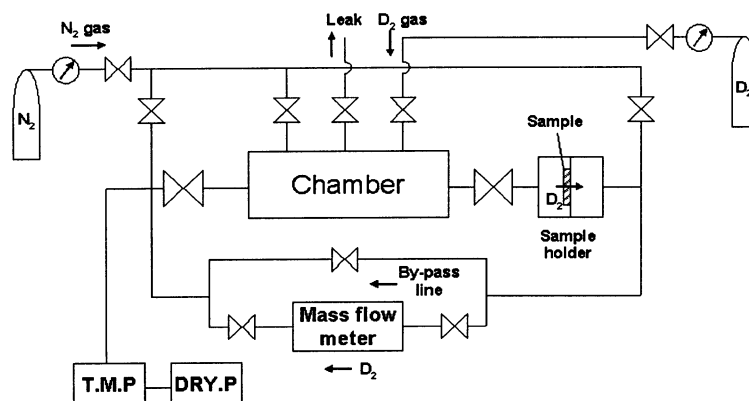 Leak
D₂ gas
N₂ gas
N₂
D₂
Sample
Chamber
D₂
Sample
holder
By-pass
line
Mass flow
meter
D₂
T.M.P
DRY.P